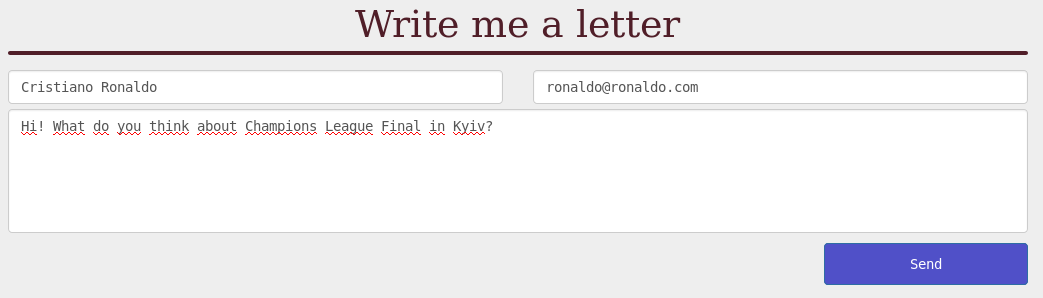 Write me a letter
Cristiano Ronaldo
ronaldo@ronaldo.com
Hi! What do you think about Champions League Final in Kyiv?
Send